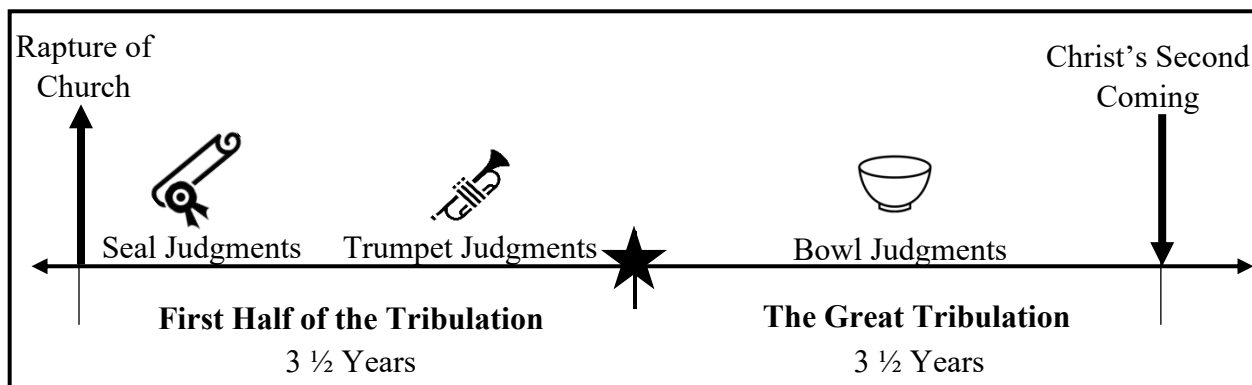 Rapture of
Church
Christ’s Second
Coming
Seal Judgments
Trumpet Judgments
Bowl Judgments
First Half of the Tribulation
3 ½ Years
The Great Tribulation
3 ½ Years